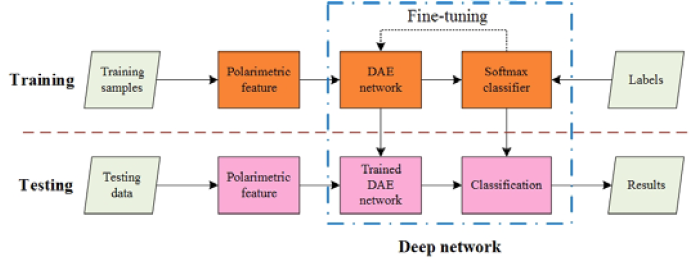 Fine-tuning
Training
Training
samples
Polarimetric
feature
DAE
network
Softmax
classifier
Labels
Testing
Testing
data
Polarimetric
feature
Trained
DAE
network
Classification
Results
Deep network